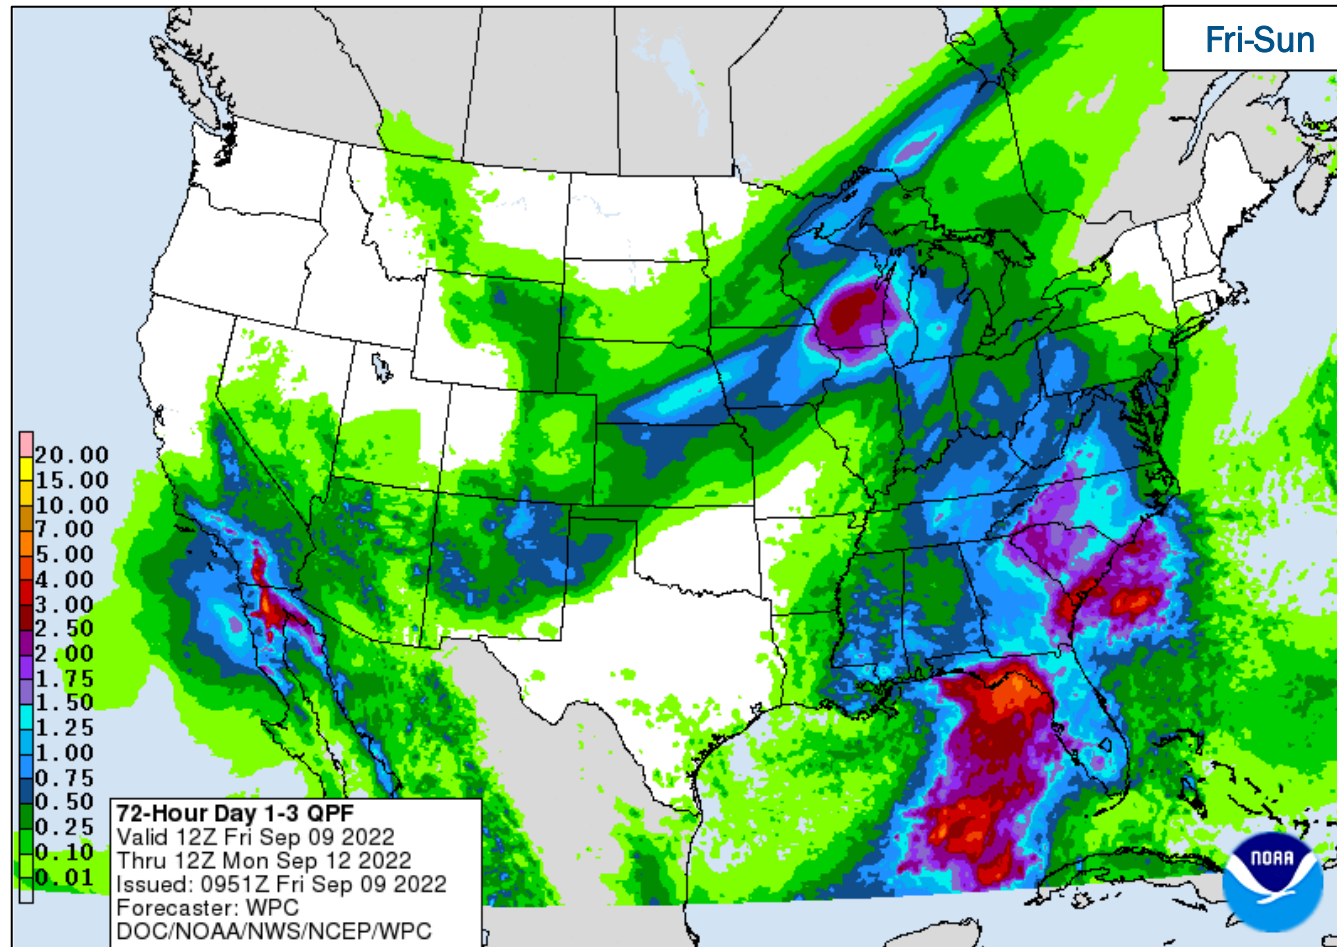 Fri-Sun
20.00
15.00
10.00
7.00
5.00
4.00
3.00
2.50
2.00
1.75
1.50
1.25
1.00
0.75
0.50
0.25
0.10
0.01
72-Hour Day 1-3 QPF
Valid 12Z Fri Sep 09 2022
Thru 12Z Mon Sep 12 2022
Issued: 0951Z Fri Sep 09 2022
Forecaster: WPC
DOC/NOAA/NWS/NCEP/WPC
NOAA